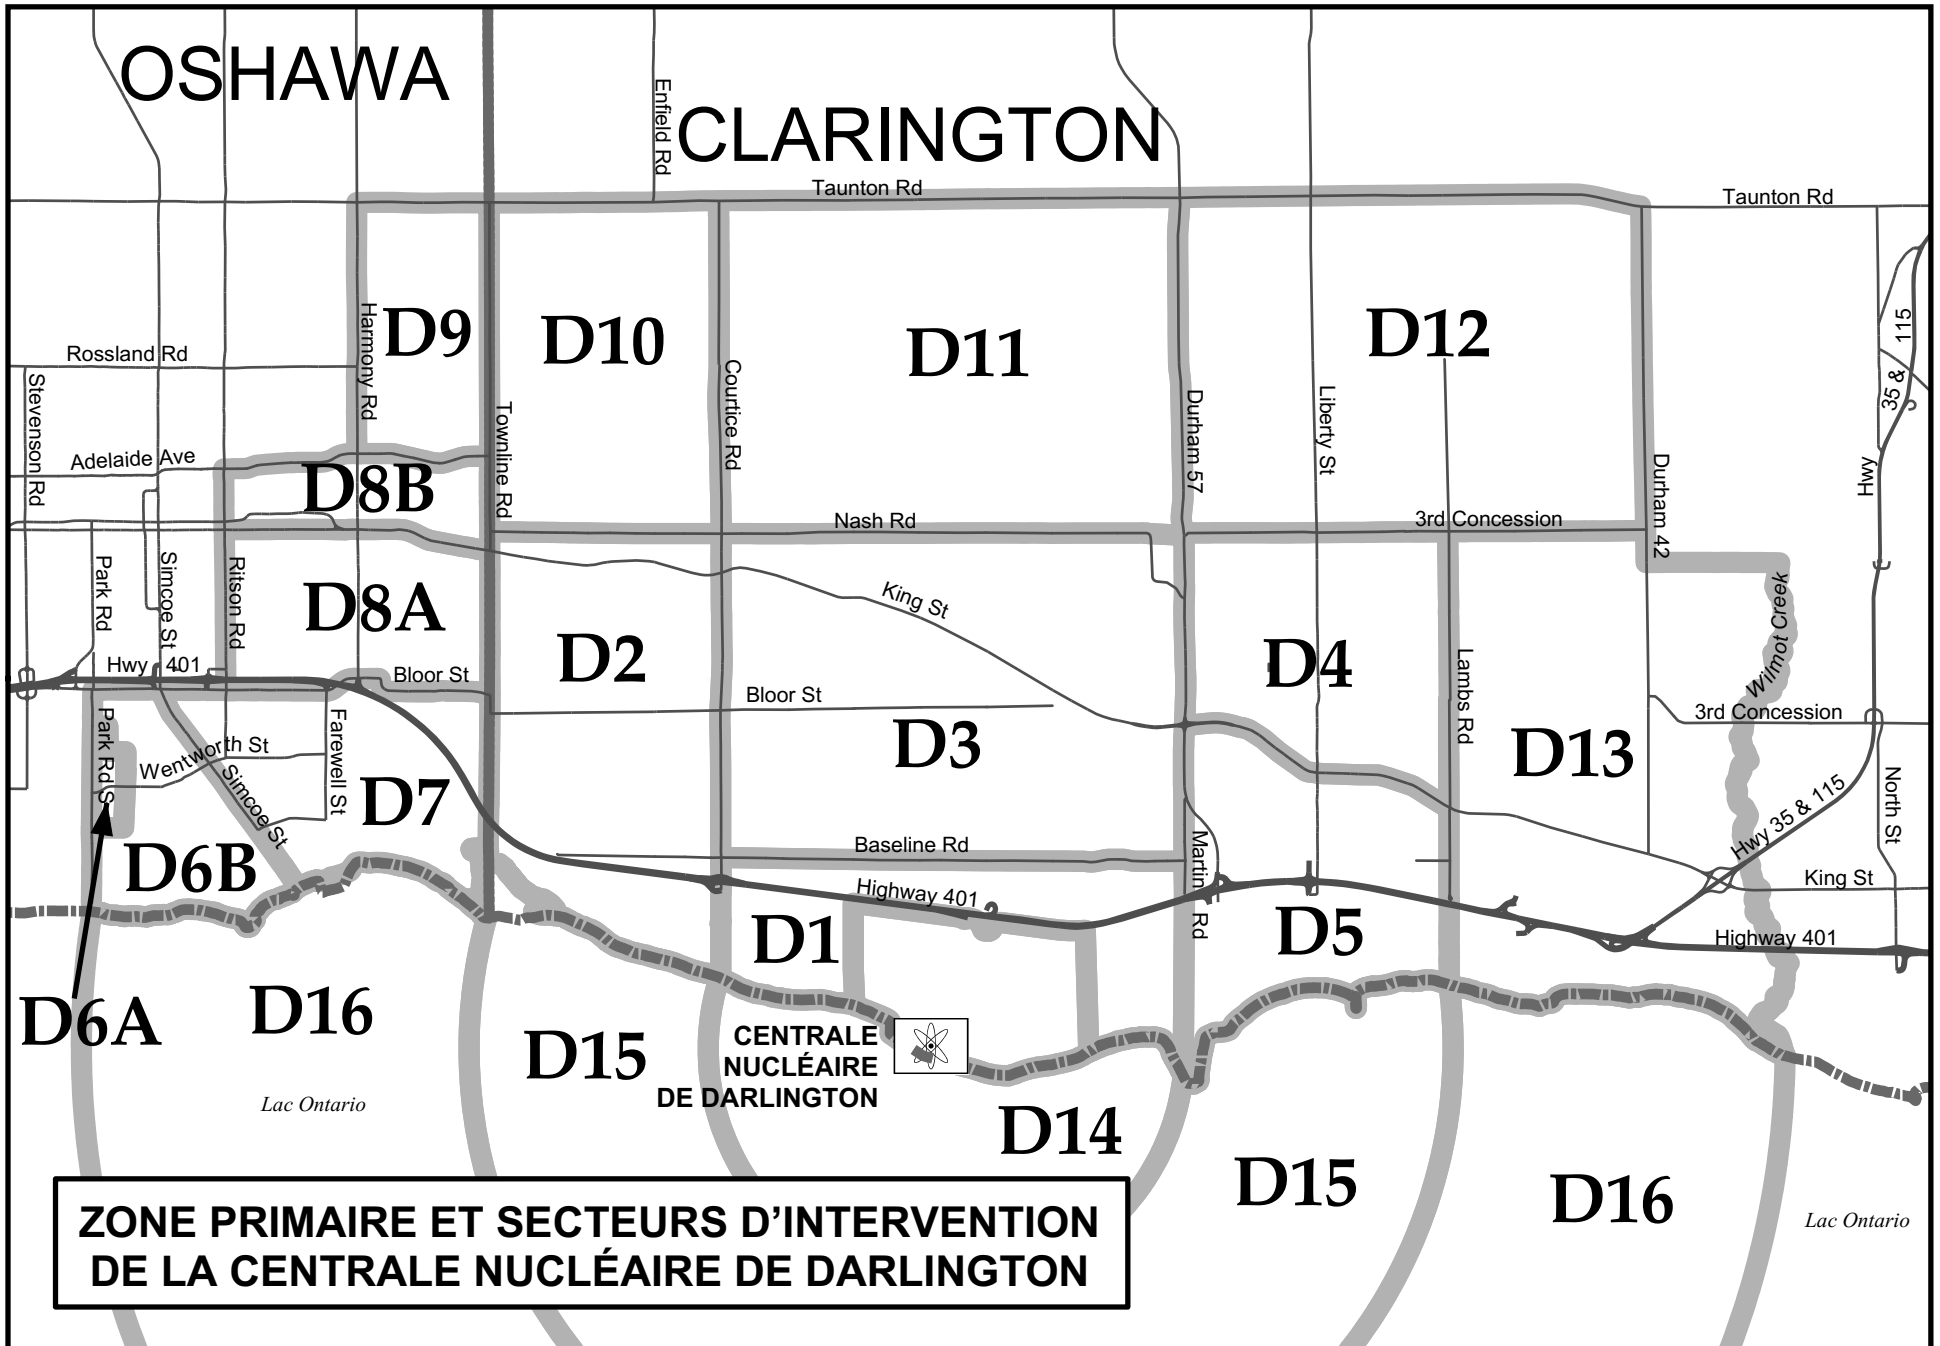 OSHAWA
CLARINGTON
Enfield Rd
Taunton Rd
Taunton Rd
D9
D10
D11
D12
Harmony Rd
Rossland Rd
Stevenson Rd
Townline Rd
Courtice Rd
Durham 57
Liberty St
35 & 115
Hwy
Adelaide Ave
D8B
Durham 42
Nash Rd
3rd Concession
Park Rd
Simcoe St
Ritson Rd
D8A
King St
D2
D4
Lambs Rd
Wilmot Creek
Hwy 401
Bloor St
Bloor St
3rd Concession
Park Rd S
Wentworth St
Simcoe St
Farewell St
D7
D3
D13
Hwy 35 & 115
North St
D6B
Baseline Rd
Martin Rd
King St
Highway 401
D1
D5
Highway 401
D6A
D16
D15
CENTRALE
NUCLÉAIRE
DE DARLINGTON
Lac Ontario
D14
D15
D16
Lac Ontario
ZONE PRIMAIRE ET SECTEURS D’INTERVENTION
DE LA CENTRALE NUCLÉAIRE DE DARLINGTON